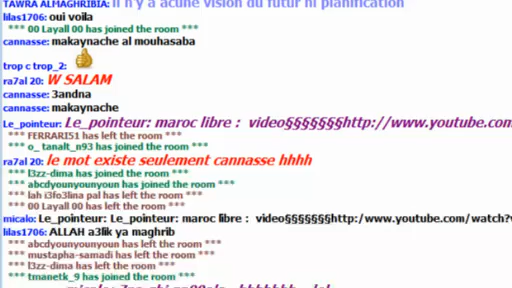 TAWRA ALMAGHRIBIA: il n'y a acune vision du futur ni planification
lilas1706: oui voila
*** 00 Layall 00 has joined the room ***
cannasse: makaynach al mouhasaba
trop c trop_2:
ra7al 20: W SALAM
cannasse: 3andna
cannasse: makaynache
Le_pointeur: Le_pointeur: maroc libre : video§§§§§§§http://www.youtube.com
*** FERRARI51 has left the room ***
*** o_ tanalt_n93 has joined the room ***
ra7al 20: le mot existe seulement cannasse hhhh
*** l3zz-dima has joined the room ***
*** abcdyounyounyoun has joined the room ***
*** lah i3fo3lina pal has left the room ***
*** 00 Layall 00 has left the room ***
micalo: Le_pointeur: Le_pointeur: maroc libre : video§§§§§§§http:/www.youtube.com/watch?v
lilas1706: ALLAH a3lik ya maghrib
*** abcdyounyounyoun has left the room ***
*** mustapha-samadi has left the room ***
*** l3zz-dima has left the room ***
*** tmanetk_9 has joined the room ***